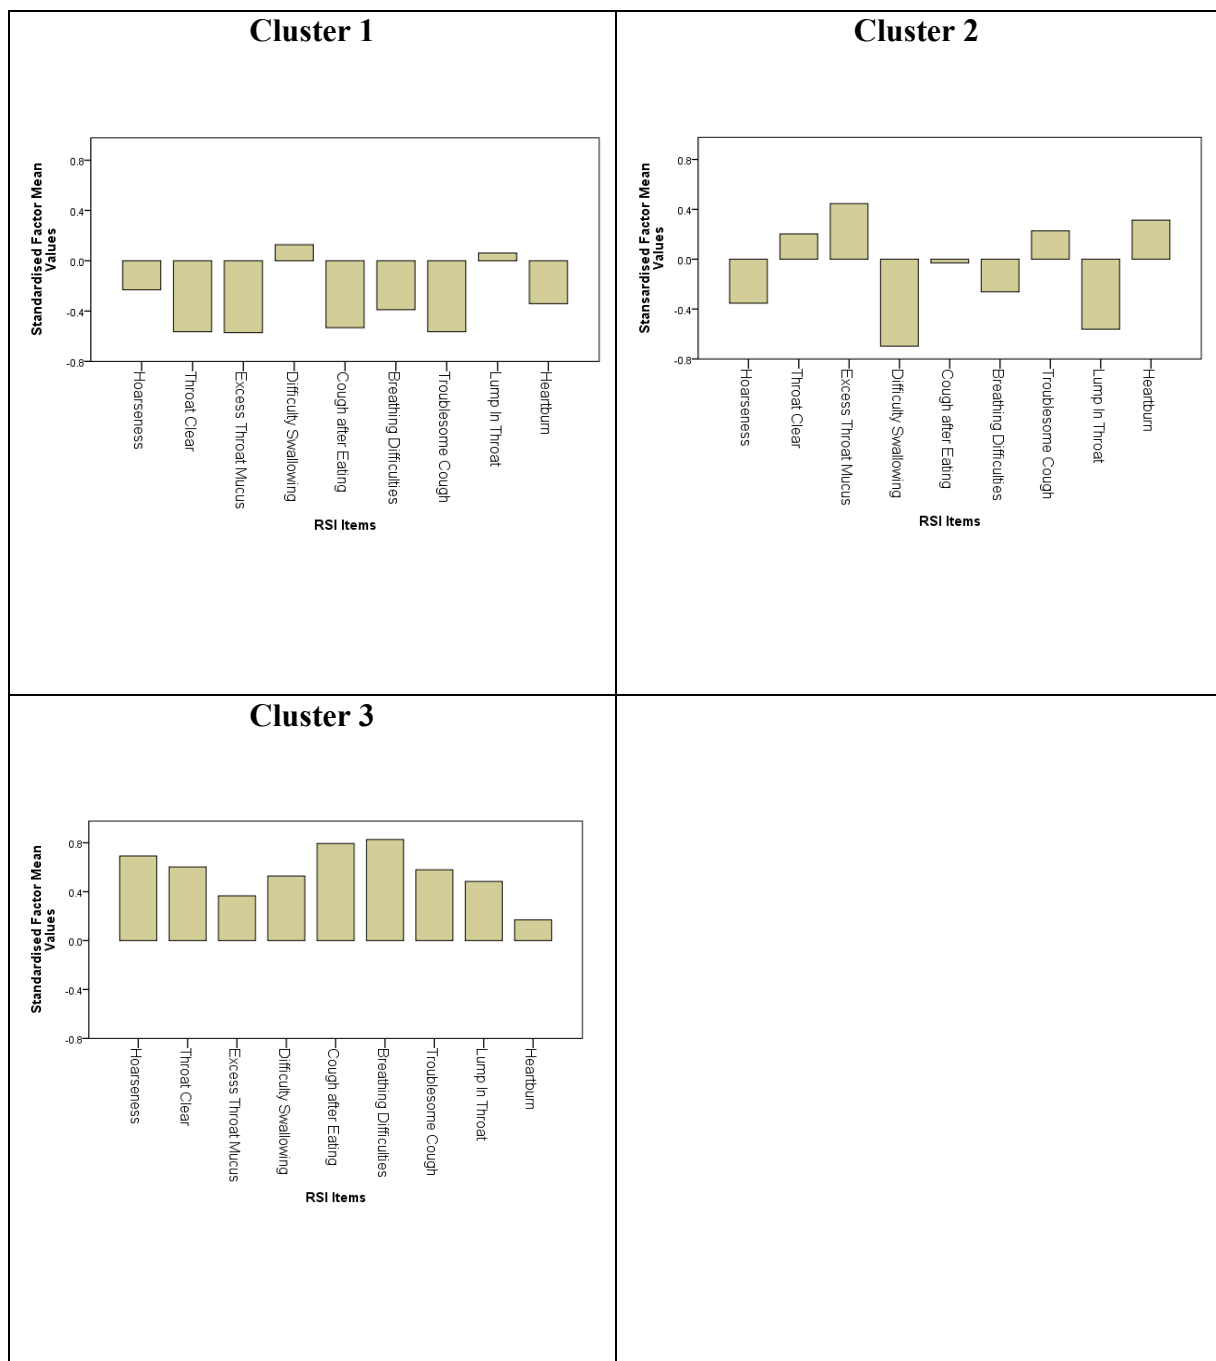 Cluster 1
Standardised Factor Mean
Values
0.8
0.4
0.0
-0.4
-0.8
Hoarseness
Throat Clear
Excess Throat Mucus
Difficulty Swallowing
Cough after Eating
Breathing Difficulties
Troublesome Cough
Lump In Throat
Heartburn
RSI Items
Cluster 2
Stansardised Factor Mean
Values
0.8
0.4
0.0
-0.4
-0.8
Hoarseness
Throat Clear
Excess Throat Mucus
Difficulty Swallowing
Cough after Eating
Breathing Difficulties
Troublesome Cough
Lump In Throat
Heartburn
RSI Items
Cluster 3
Standardised Factor Mean
Values
0.8
0.4
0.0
-0.4
-0.8
Hoarseness
Throat Clear
Excess Throat Mucus
Difficulty Swallowing
Cough after Eating
Breathing Difficulties
Troublesome Cough
Lump In Throat
Heartburn
RSI Items